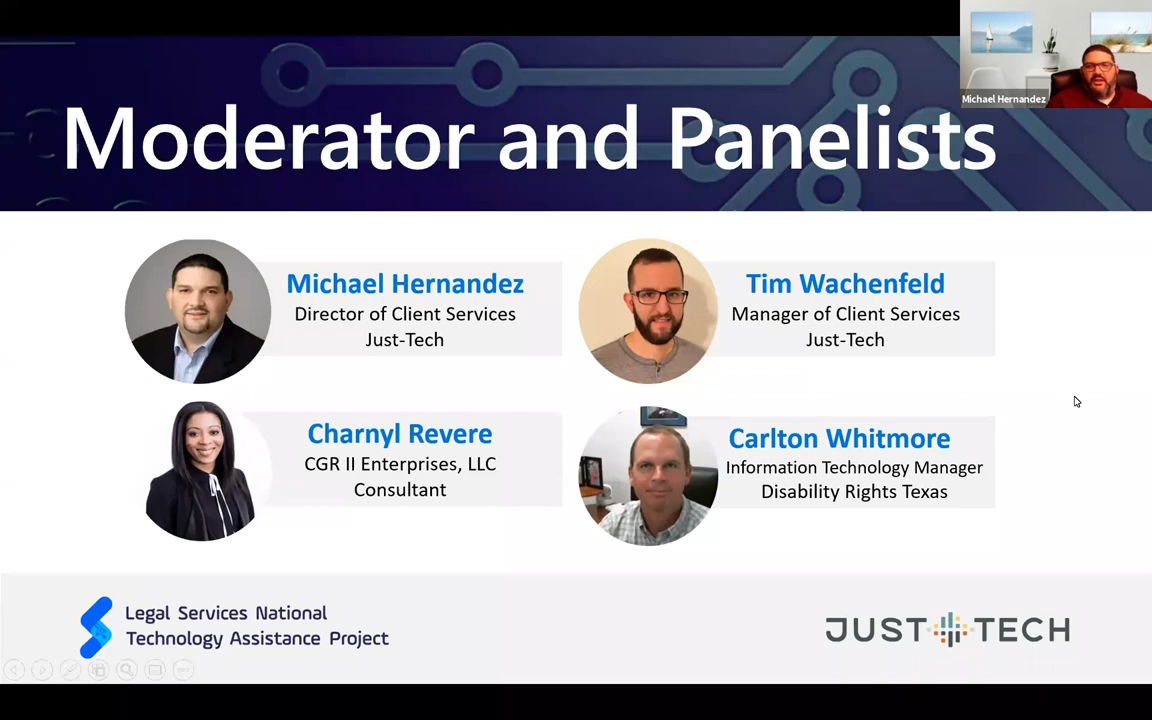 Michael Hernandez
Moderator and Panelists
Michael Hernandez
Director of Client Services
Just-Tech
Tim Wachenfeld
Manager of Client Services
Just-Tech
Charnyl Revere
CGR II Enterprises, LLC
Consultant
Carlton Whitmore
Information Technology Manager
Disability Rights Texas
Legal Services National
Technology Assistance Project
JUST TECH